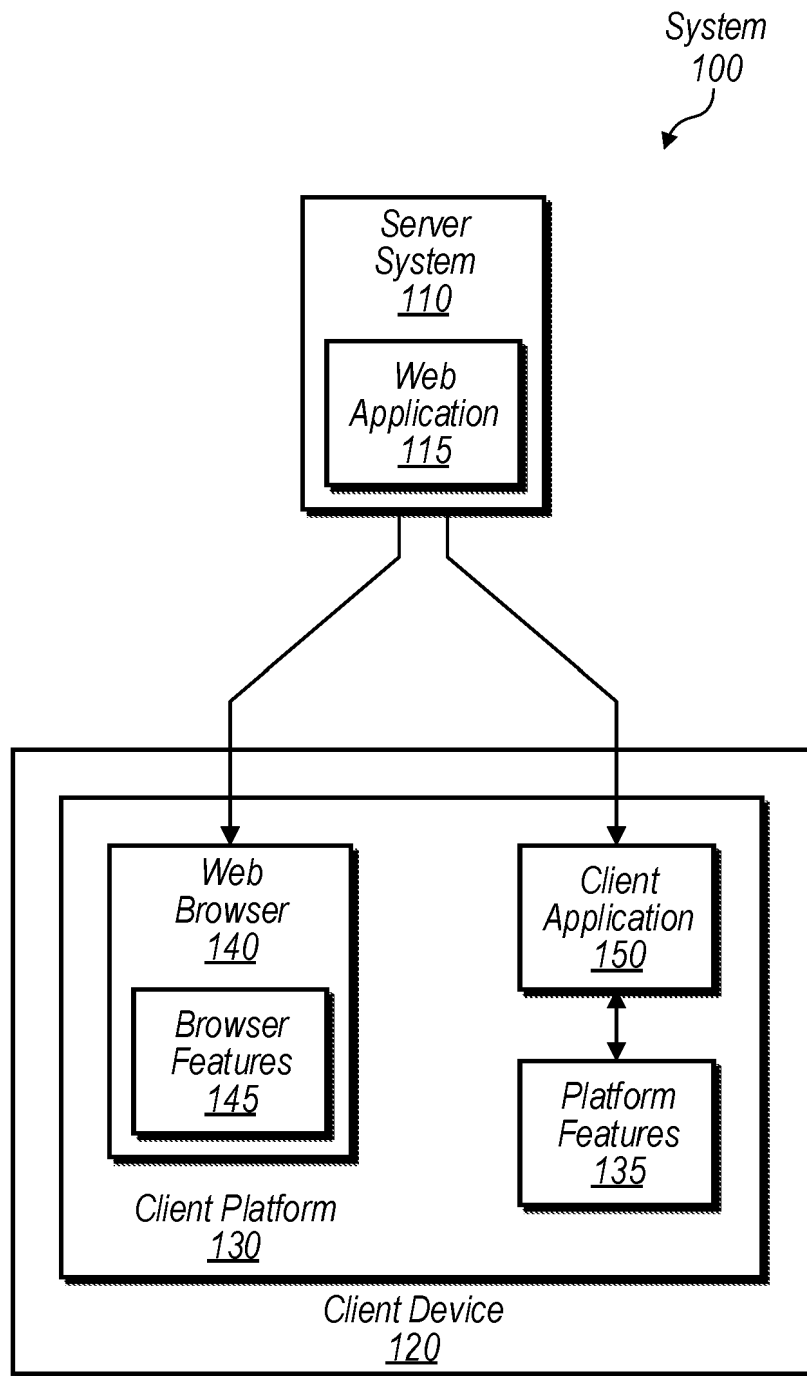 System
100
Server
System
110
Web
Application
115
Web
Browser
140
Browser
Features
145
Client
Application
150
Platform
Features
135
Client Platform
130
Client Device
120